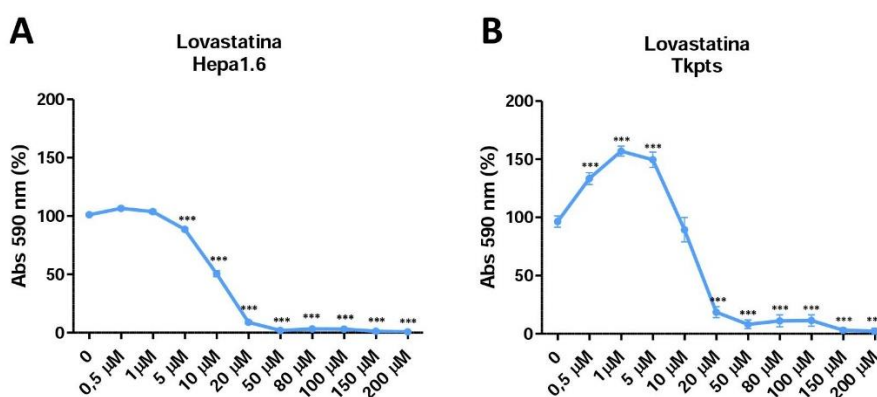 A
Lovastatina
Hepa1.6
Abs 590 nm (%)
200
150
100
50
0
***
***
***
***
***
***
***
***
0
0,5 µM
1µM
5 µM
10 µM
20 µM
50 µM
80 µM
100 µM
150 µM
200 µM
B
Lovastatina
Tkpts
Abs 590 nm (%)
200
150
100
50
0
***
***
***
***
***
***
***
***
**
0
0,5 µM
1µM
5 µM
10 µM
20 µM
50 µM
80 µM
100 µM
150 µM
200 µM